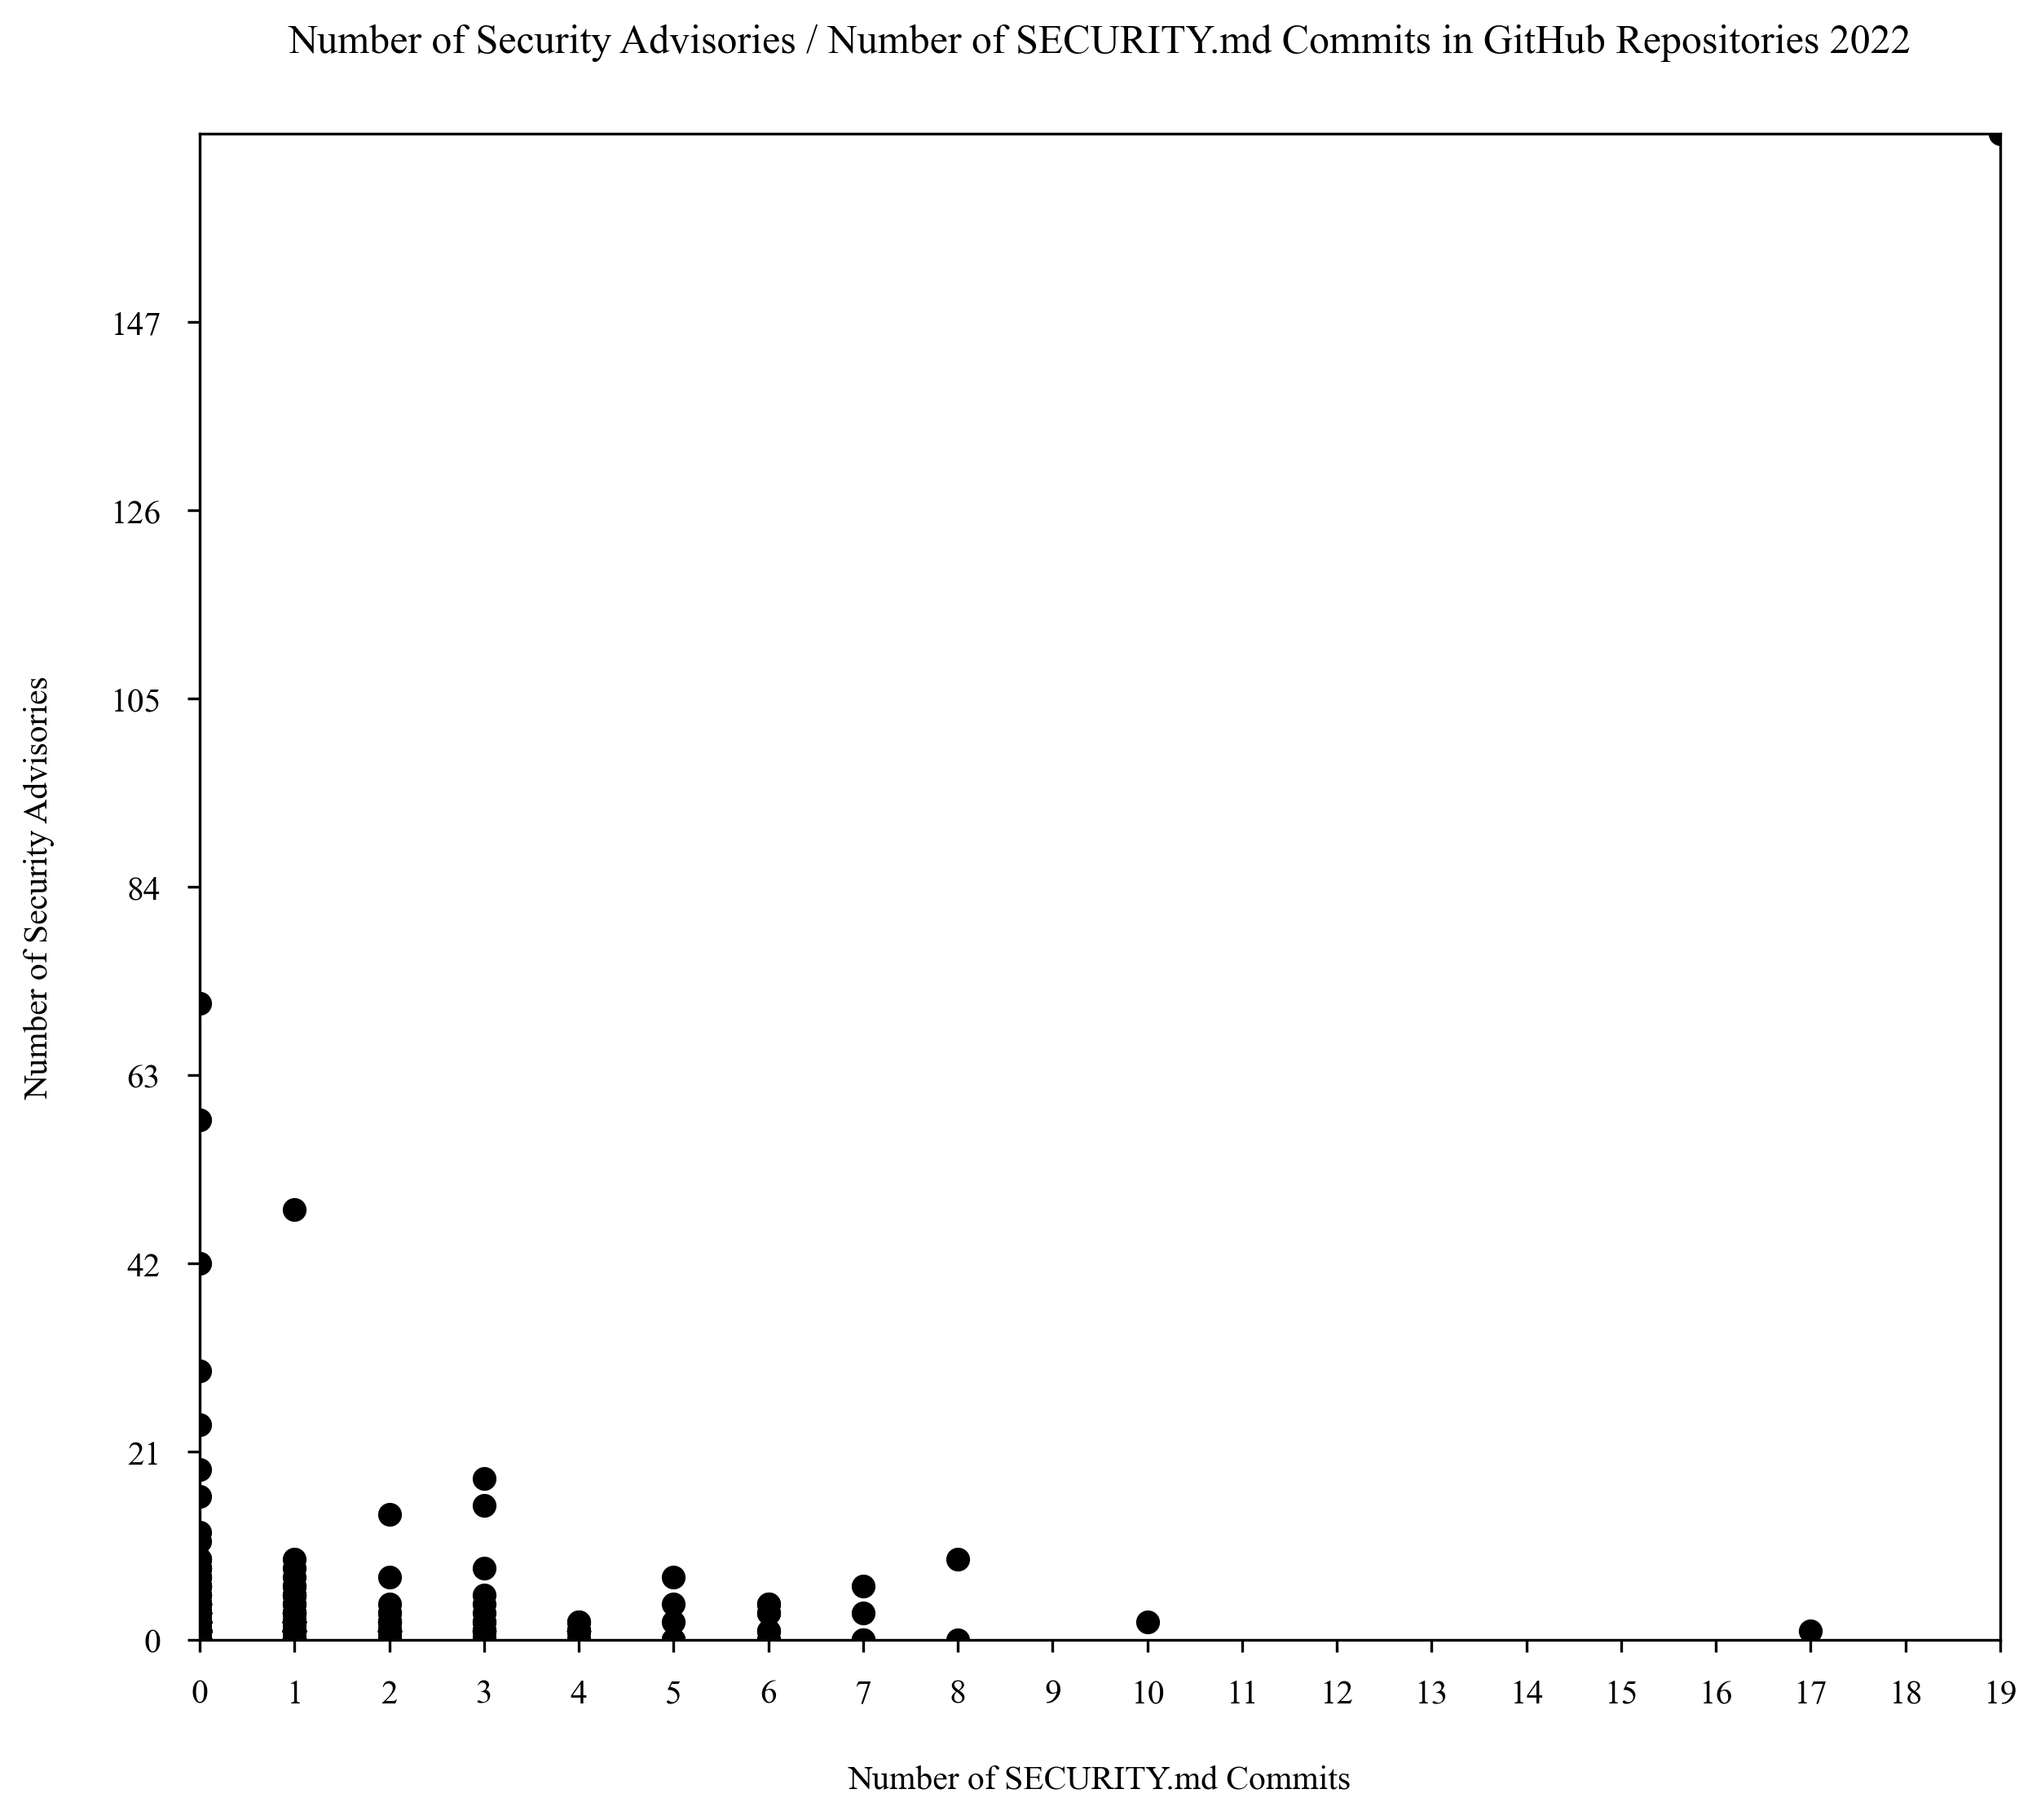 Number of Security Advisories / Number of SECURITY.md Commits in GitHub Repositories 2022
147
126
105
84
63
42
21
0
Number of Security Advisories
0 1 2 3 4 5 6 7 8 9 10 11 12 13 14 15 16 17 18 19
Number of SECURITY.md Commits